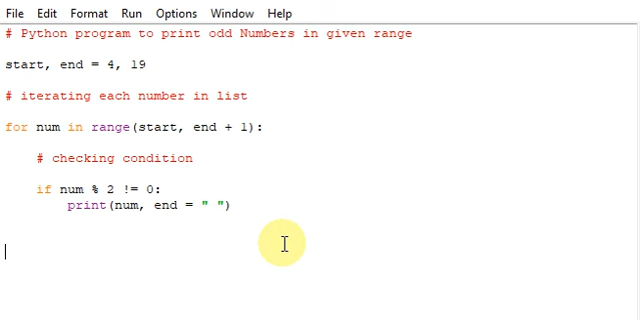 File Edit Format Run Options Window Help
# Python program to print odd Numbers in given range
start, end = 4, 19
# iterating each number in list
for num in range(start, end + 1):
# checking condition
if num % 2 != 0:
print(num, end = " ")